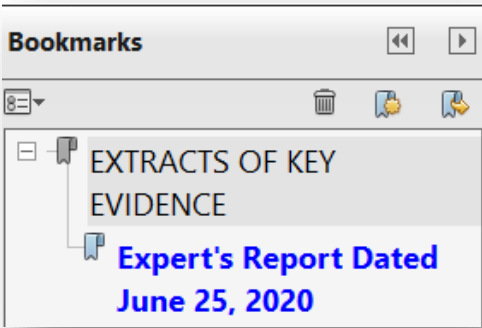 Bookmarks
EXTRACTS OF KEY
EVIDENCE
Expert's Report Dated
June 25, 2020